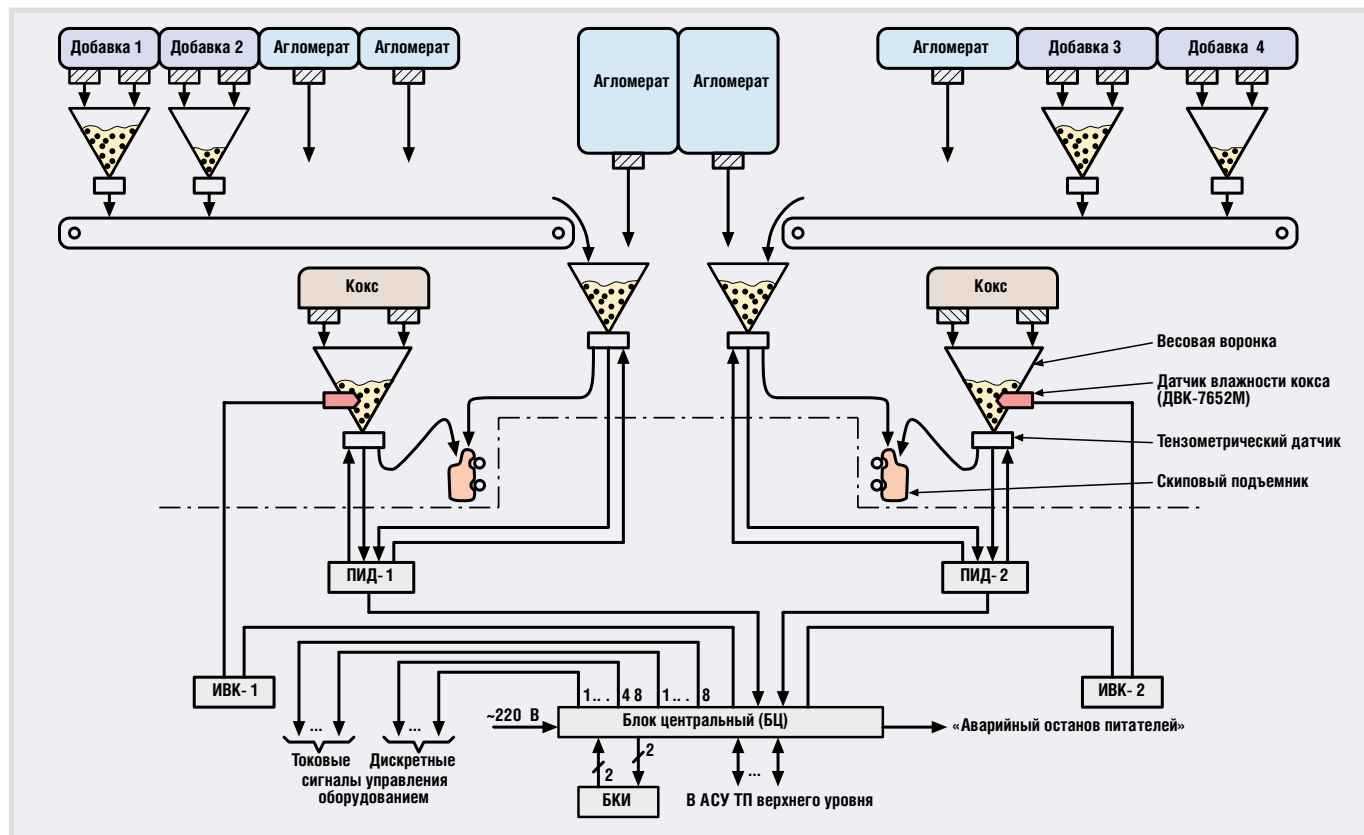 Добавка 1
Добавка 2
Агломерат
Агломерат
Агломерат
Агломерат
Агломерат
Добавка 3
Добавка 4
Кокс
Кокс
Весовая воронка
Датчик влажности кокса
(ДВК-7652М)
Тензометрический датчик
Скиповый подъемник
ПИД- 1
ПИД- 2
ИВК- 1
ИВК- 2
1.. . 4 8 1.. . 8
~220 В
Блок центральный (БЦ)
«Аварийный останов питателей»
... ...
Токовые Дискретные
сигналы управления
оборудованием
2
2
...
БКИ
В АСУ ТП верхнего уровня